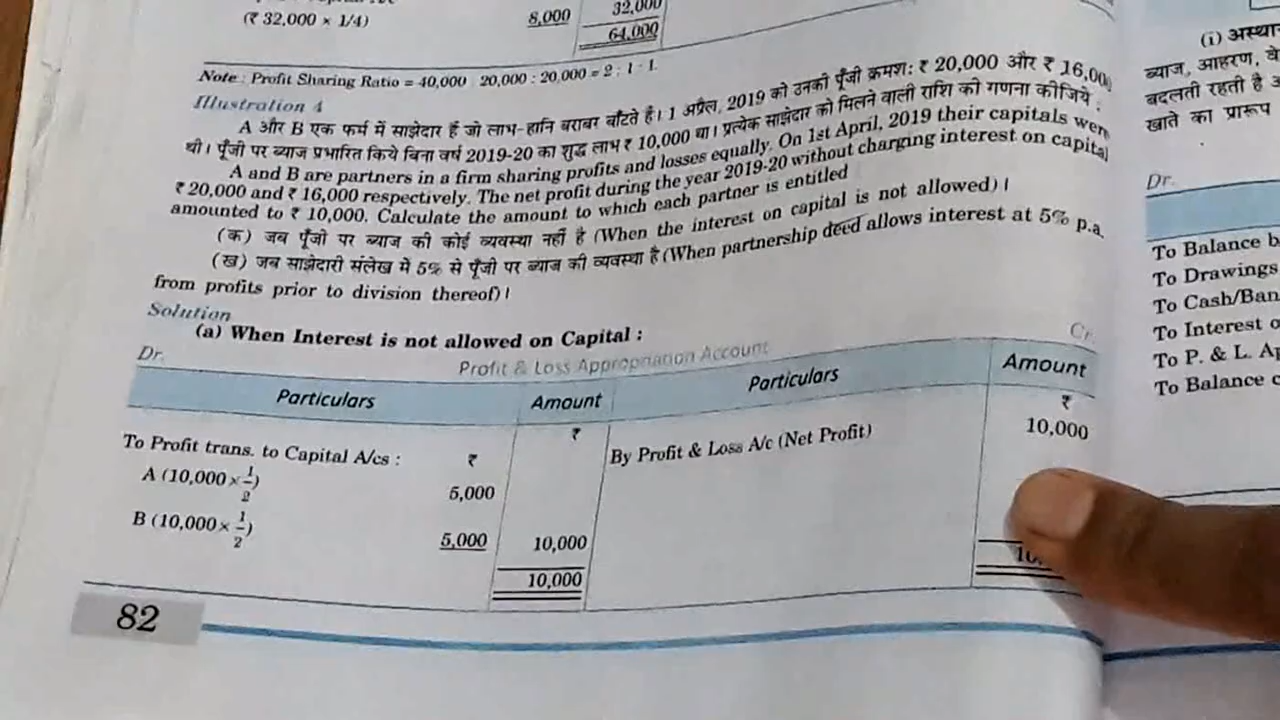 (₹ 32,000 × 1/4)
8,000
32,000
64,000
Note : Profit Sharing Ratio = 40,000 : 20,000 : 20,000 = 2 : 1 : 1.
Illustration 4
A और B एक फर्म में साझेदार हैं जो लाभ-हानि बराबर बाँटते हैं। 1 अप्रैल, 2019 को उनकी पूँजी क्रमश: ₹ 20,000 और ₹ 16,000
थी। पूँजी पर ब्याज प्रभारित किये बिना वर्ष 2019-20 का शुद्ध लाभ ₹ 10,000 था। प्रत्येक साझेदार को मिलने वाली राशि की गणना कीजिये :
A and B are partners in a firm sharing profits and losses equally. On 1st April, 2019 their capitals were
₹ 20,000 and ₹ 16,000 respectively. The net profit during the year 2019-20 without charging interest on capital
amounted to ₹ 10,000. Calculate the amount to which each partner is entitled
(क) जब पूँजी पर ब्याज की कोई व्यवस्था नहीं है (When the interest on capital is not allowed)।
(ख) जब साझेदारी संलेख में 5% से पूँजी पर ब्याज की व्यवस्था है (When partnership deed allows interest at 5% p.a.
from profits prior to division thereof)।
Solution
(a) When Interest is not allowed on Capital :
Dr. Profit & Loss Appropriation Account Cr.
Particulars Amount Particulars Amount
₹ ₹
To Profit trans. to Capital A/cs : ₹ By Profit & Loss A/c (Net Profit) 10,000
A (10,000 × 1/2) 5,000
B (10,000 × 1/2) 5,000 10,000
10,000
82
(i)
ब्याज, आहरण,
बदलती रहती है
खाते का प्रारूप
Dr.
To Balance
To Drawings
To Cash/
To Interest
To P. & L.
To Balance